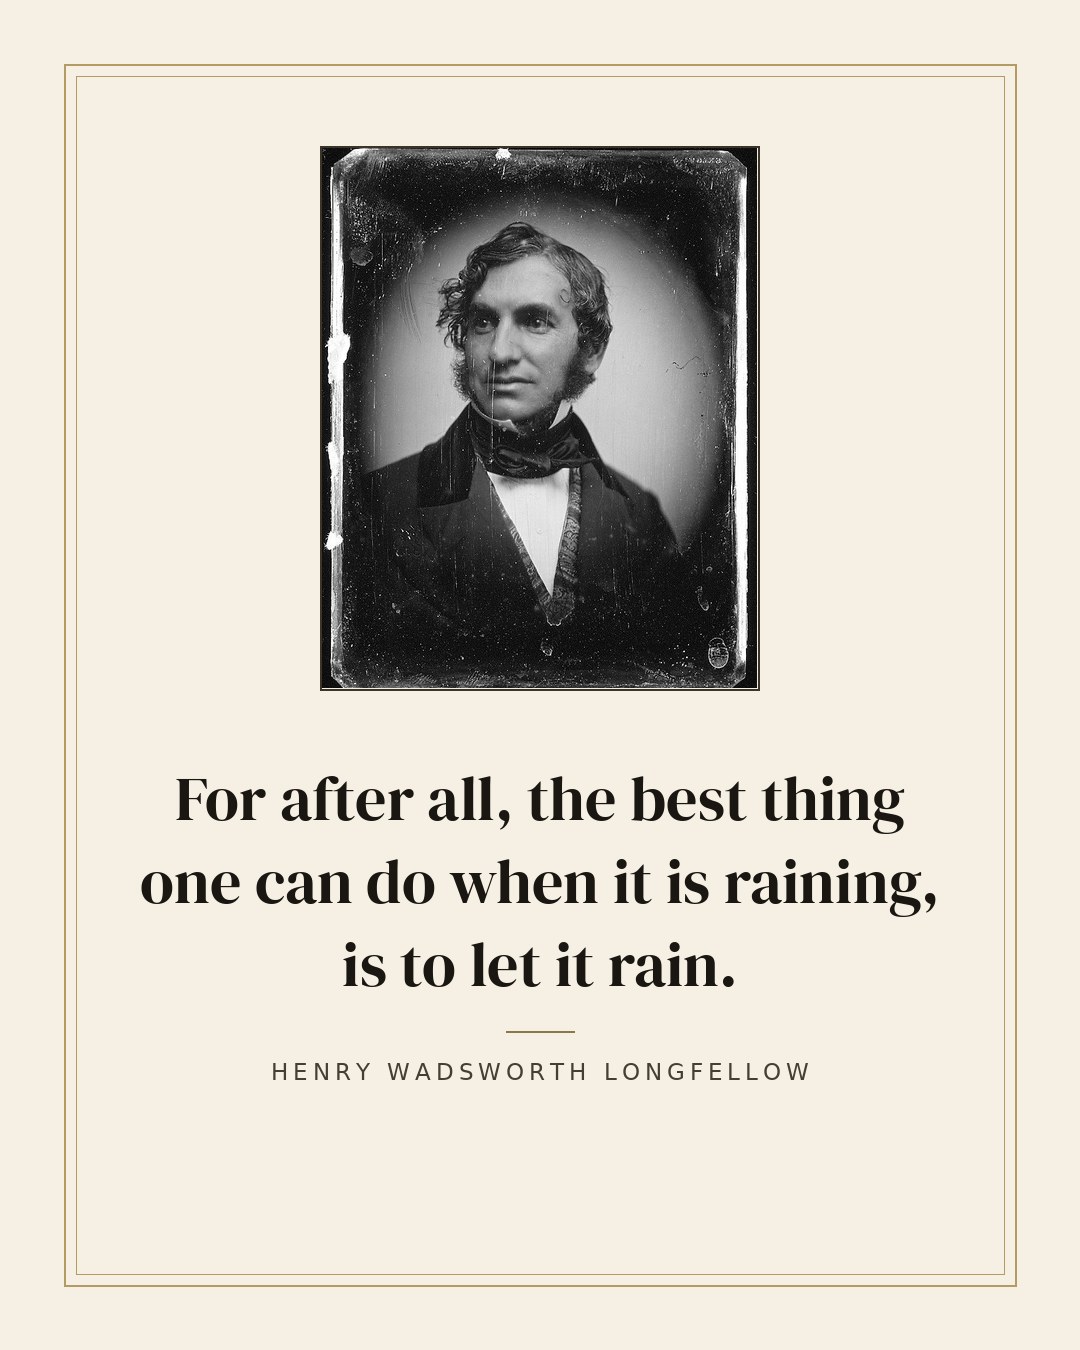 For after all, the best thing
one can do when it is raining,
is to let it rain.
HENRY WADSWORTH LONGFELLOW